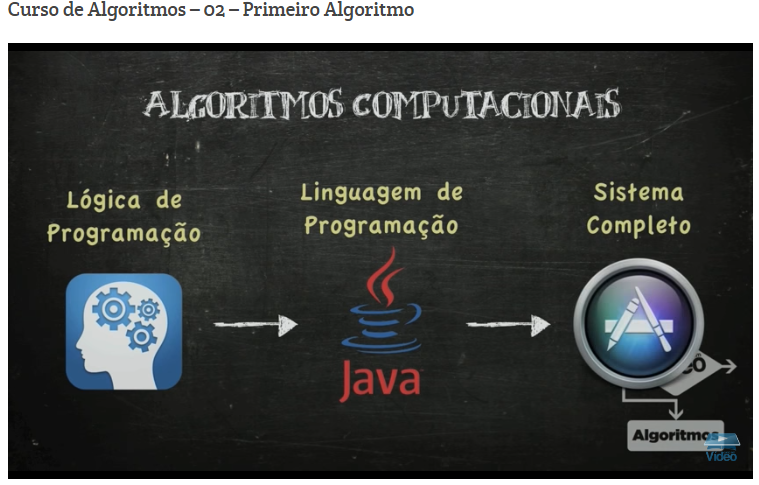 Curso de Algoritmos – 02 – Primeiro Algoritmo
ALGORITMOS COMPUTACIONAIS
Lógica de
Programação
Linguagem de
Programação
Sistema
Completo
Java
Algoritmos
Vídeo